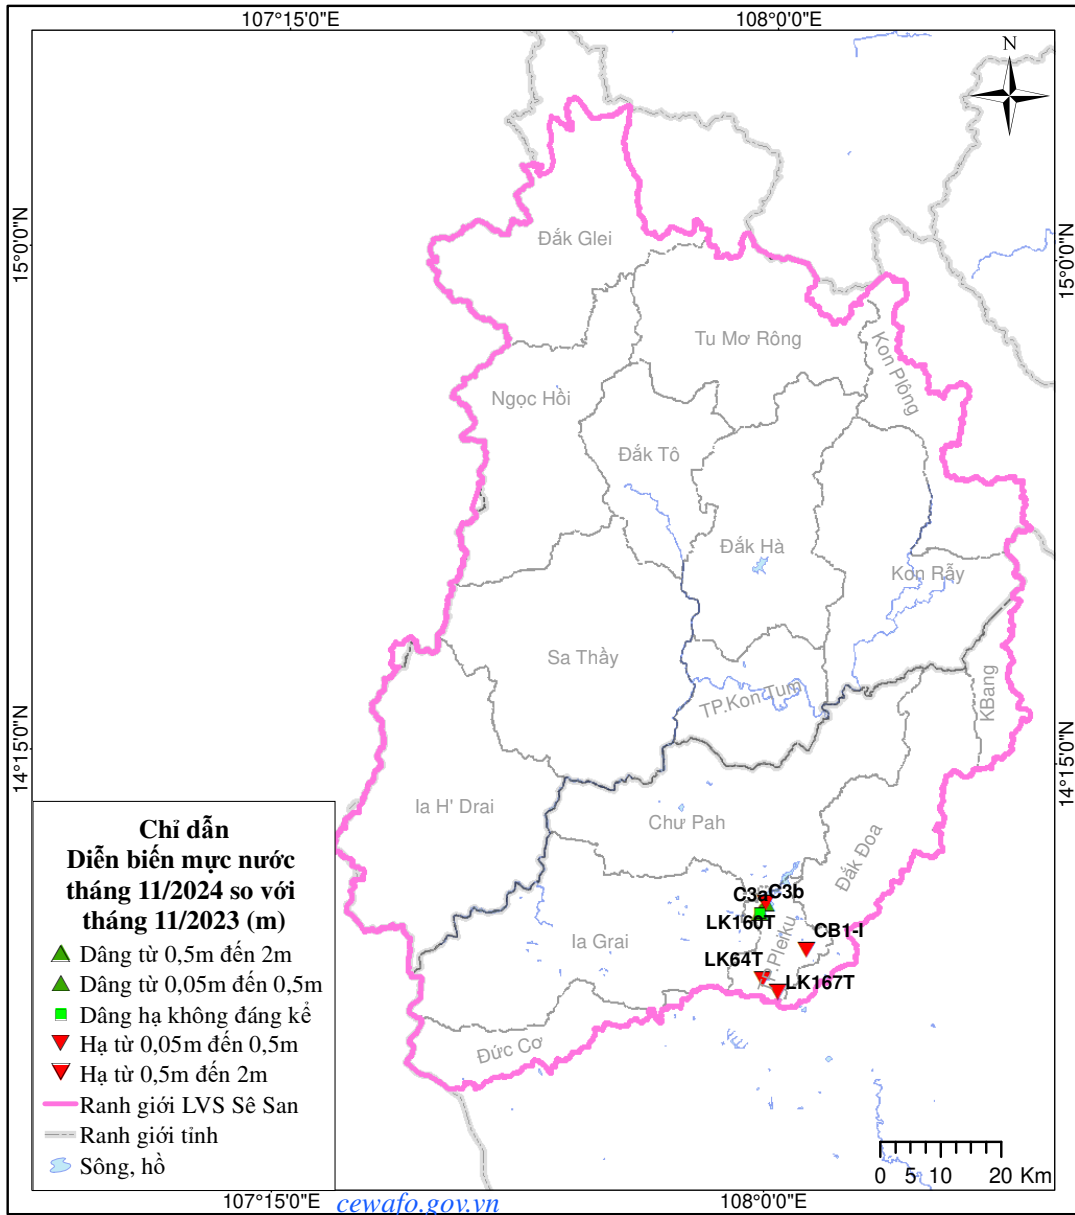 107°15'0"E
108°0'0"E
N
15°0'0"N
15°0'0"N
Đắk Glei
Tu Mơ Rông
Kon Plông
Ngọc Hồi
Đắk Tô
Đắk Hà
Kon Rẫy
Sa Thầy
TP.Kon Tum
KBang
14°15'0"N
14°15'0"N
Ia H' Drai
Chư Pah
Đắk Đoa
C3a
C3b
LK160T
Ia Grai
P.Pleiku
CB1-I
LK64T
LK167T
Đức Cơ
Chỉ dẫn
Diễn biến mực nước
tháng 11/2024 so với
tháng 11/2023 (m)
Dâng từ 0,5m đến 2m
Dâng từ 0,05m đến 0,5m
Dâng hạ không đáng kể
Hạ từ 0,05m đến 0,5m
Hạ từ 0,5m đến 2m
Ranh giới LVS Sê San
Ranh giới tỉnh
Sông, hồ
0 5 10 20 Km
107°15'0"E
cewafo.gov.vn
108°0'0"E